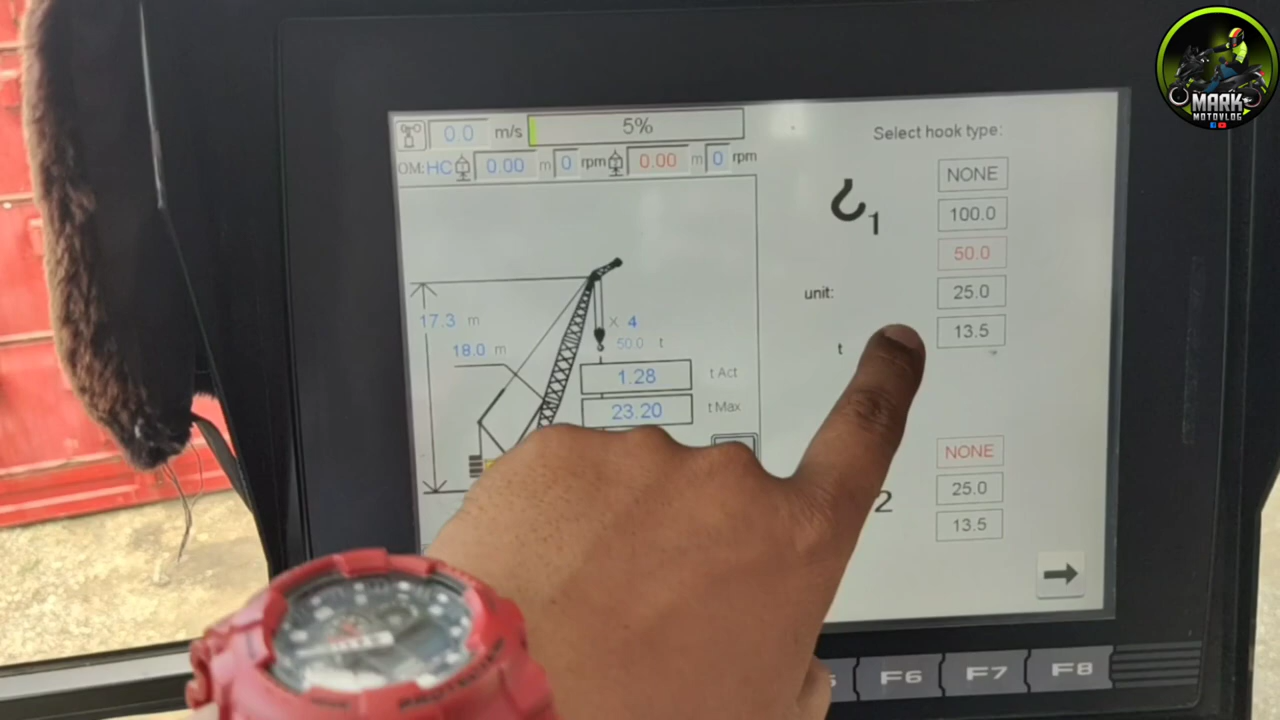 0.0 m/s 5%
OM: HC 0.00 m 0 rpm 0.00 m 0 rpm
17.3 m
18.0 m
X 4
50.0 t
1.28 t Act
23.20 t Max
Select hook type:
1
NONE
100.0
50.0
unit:
25.0
t
13.5
NONE
2
25.0
13.5
F6 F7 F8
MARK
MOTOVLOG